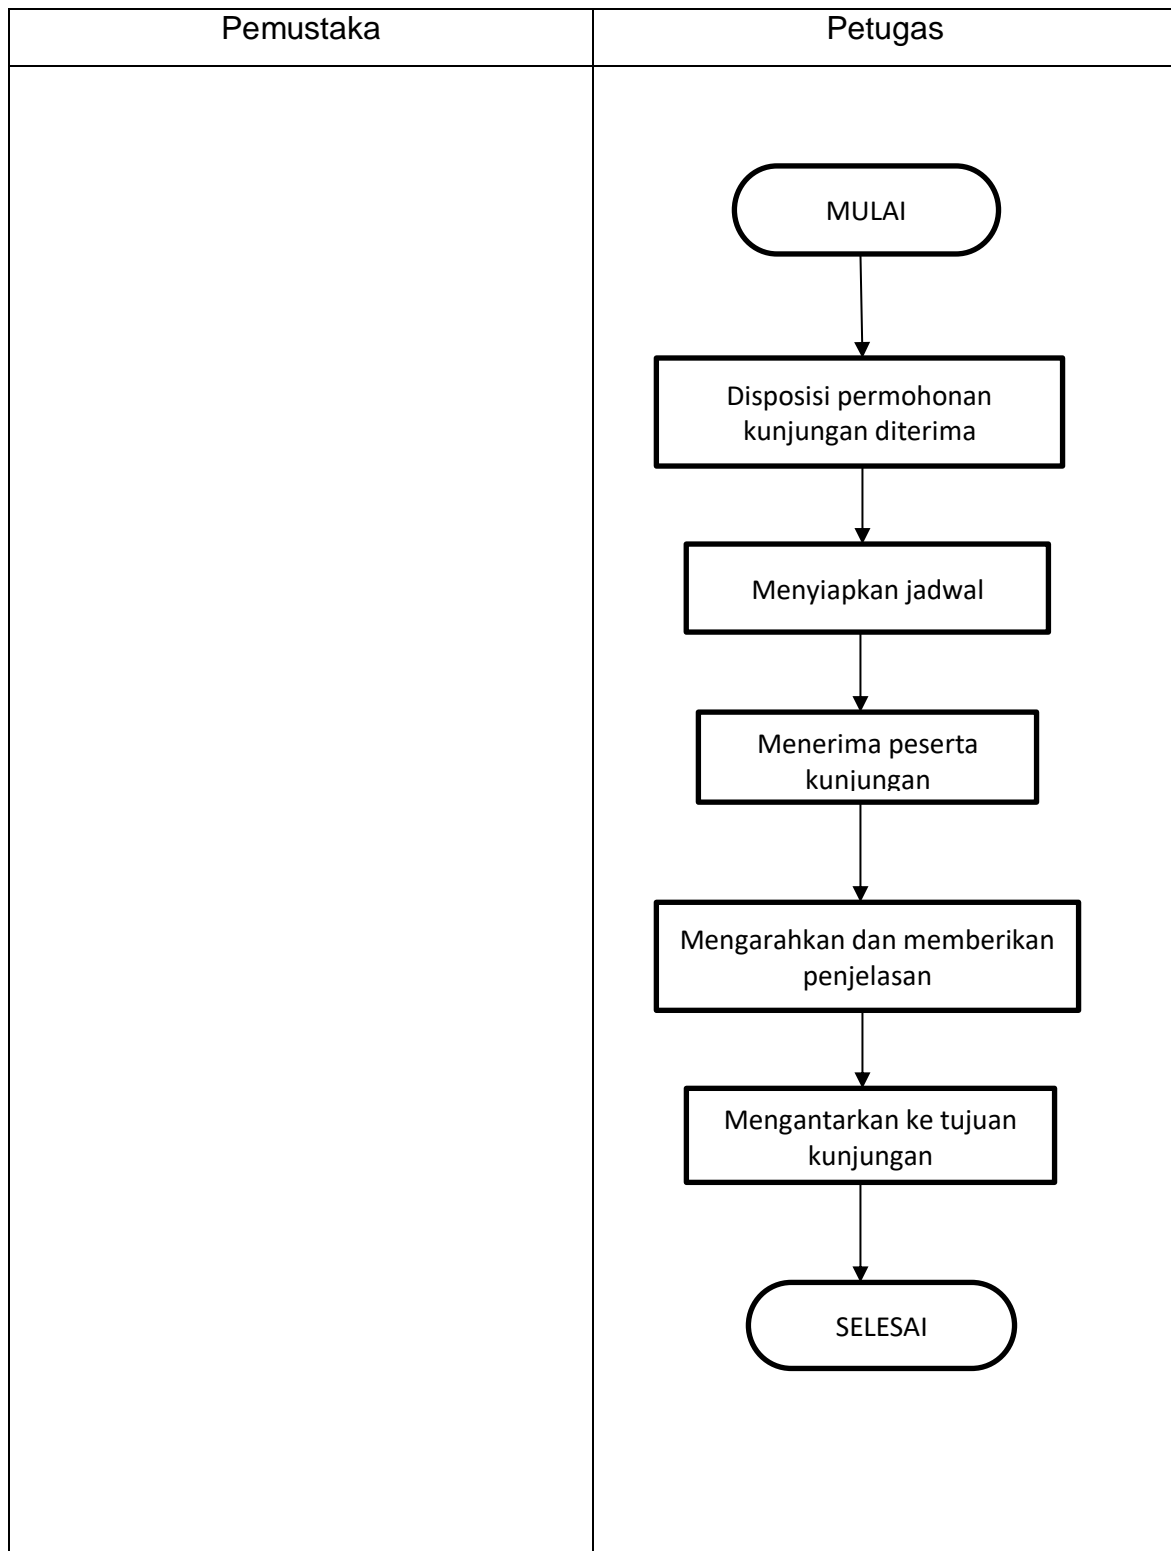 Pemustaka
Petugas
MULAI
Disposisi permohonan
kunjungan diterima
Menyiapkan jadwal
Menerima peserta
kunjungan
Mengarahkan dan memberikan
penjelasan
Mengantarkan ke tujuan
kunjungan
SELESAI